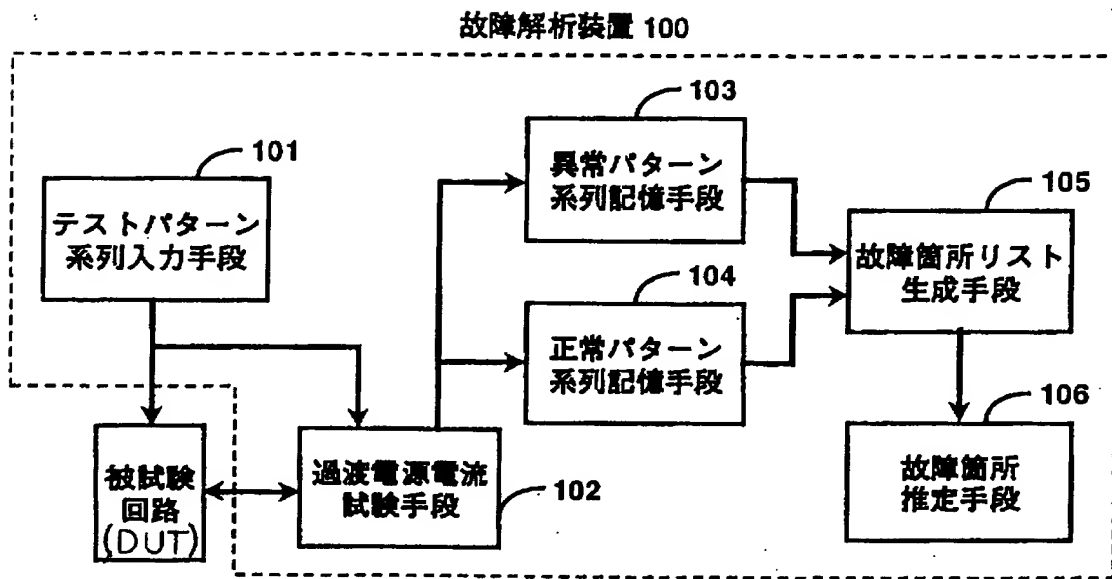 故障解析装置 100
101
テストパターン
系列入力手段
被試験
回路
(DUT)
過渡電源電流
試験手段
102
103
異常パターン
系列記憶手段
104
正常パターン
系列記憶手段
105
故障箇所リスト
生成手段
106
故障箇所
推定手段